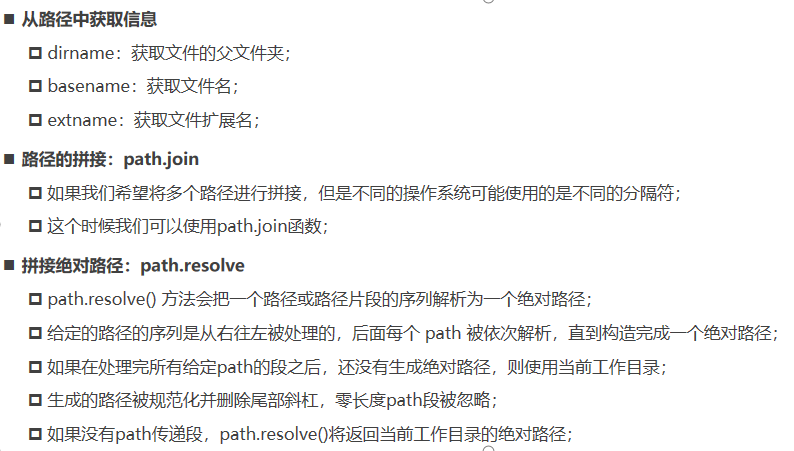 从路径中获取信息
dirname：获取文件的父文件夹；
basename：获取文件名；
extname：获取文件扩展名；
路径的拼接：path.join
如果我们希望将多个路径进行拼接，但是不同的操作系统可能使用的是不同的分隔符；
这个时候我们可以使用path.join函数；
拼接绝对路径：path.resolve
path.resolve() 方法会把一个路径或路径片段的序列解析为一个绝对路径；
给定的路径的序列是从右往左被处理的，后面每个 path 被依次解析，直到构造完成一个绝对路径；
如果在处理完所有给定path的段之后，还没有生成绝对路径，则使用当前工作目录；
生成的路径被规范化并删除尾部斜杠，零长度path段被忽略；
如果没有path传递段，path.resolve()将返回当前工作目录的绝对路径；